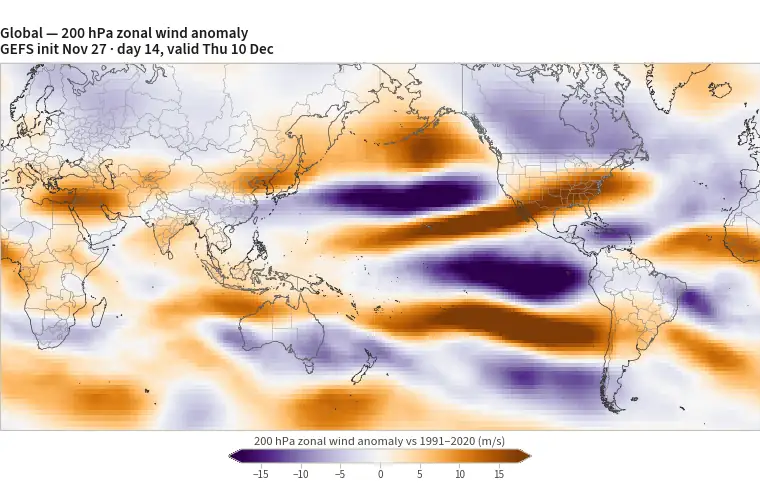 Global — 200 hPa zonal wind anomaly
GEFS init Nov 27 · day 14, valid Thu 10 Dec
200 hPa zonal wind anomaly vs 1991–2020 (m/s)
−15 −10 −5 0 5 10 15